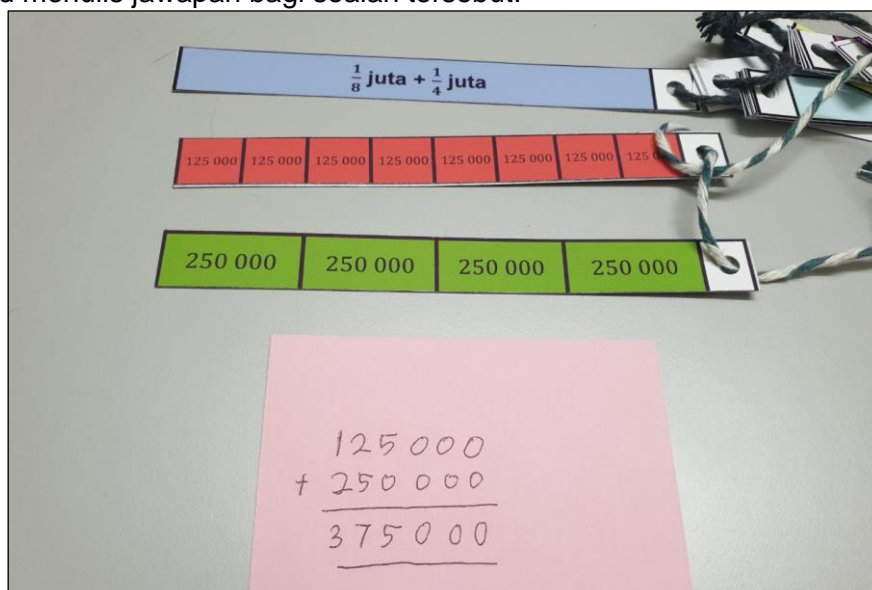 menulis jawapan bagi soalan tersebut.
1/8 juta + 1/4 juta
125 000 125 000 125 000 125 000 125 000 125 000 125 000 125
250 000 250 000 250 000 250 000
125000
+ 250 000
375000